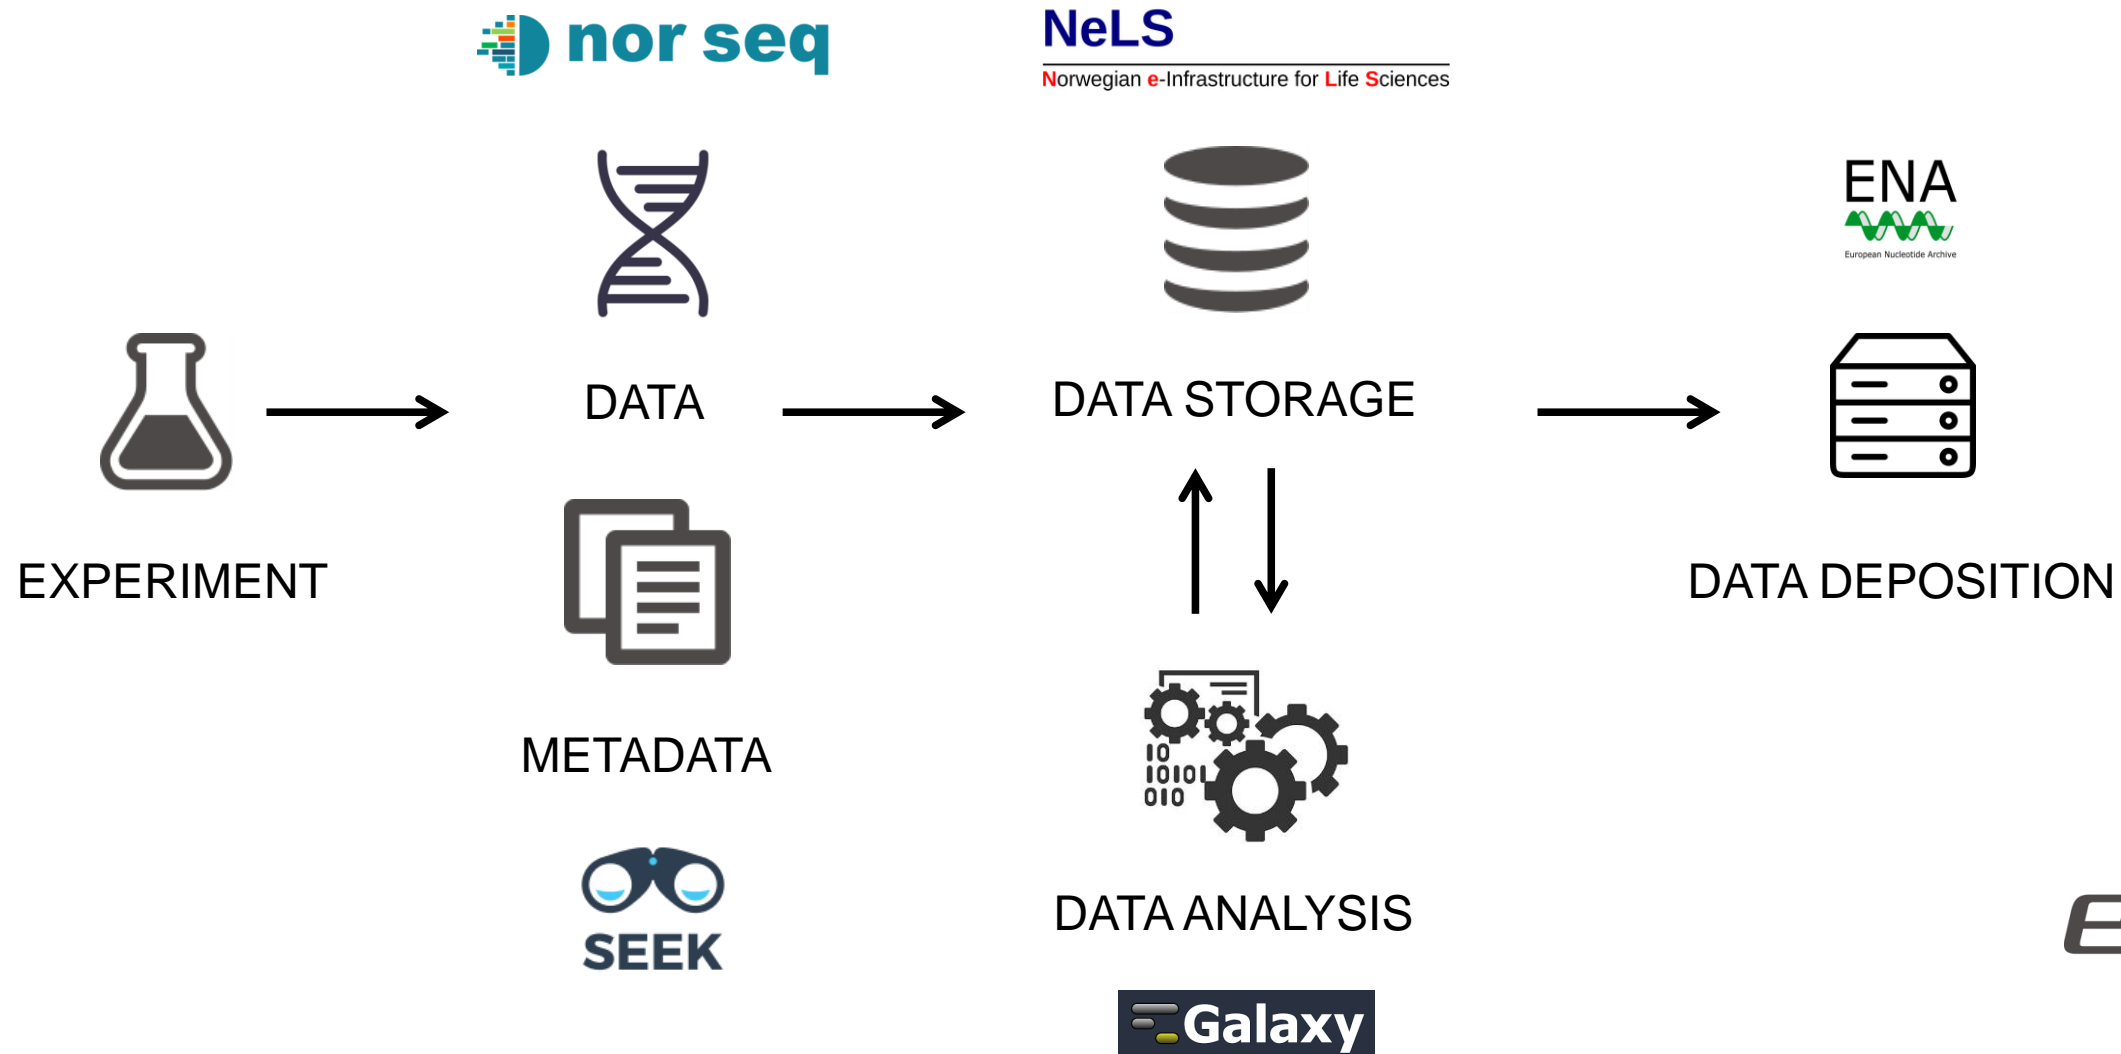 nor seq
NeLS
Norwegian e-Infrastructure for Life Sciences
ENA
European Nucleotide Archive
DATA
DATA STORAGE
EXPERIMENT
DATA DEPOSITION
METADATA
10
10101
010
SEEK
DATA ANALYSIS
Galaxy